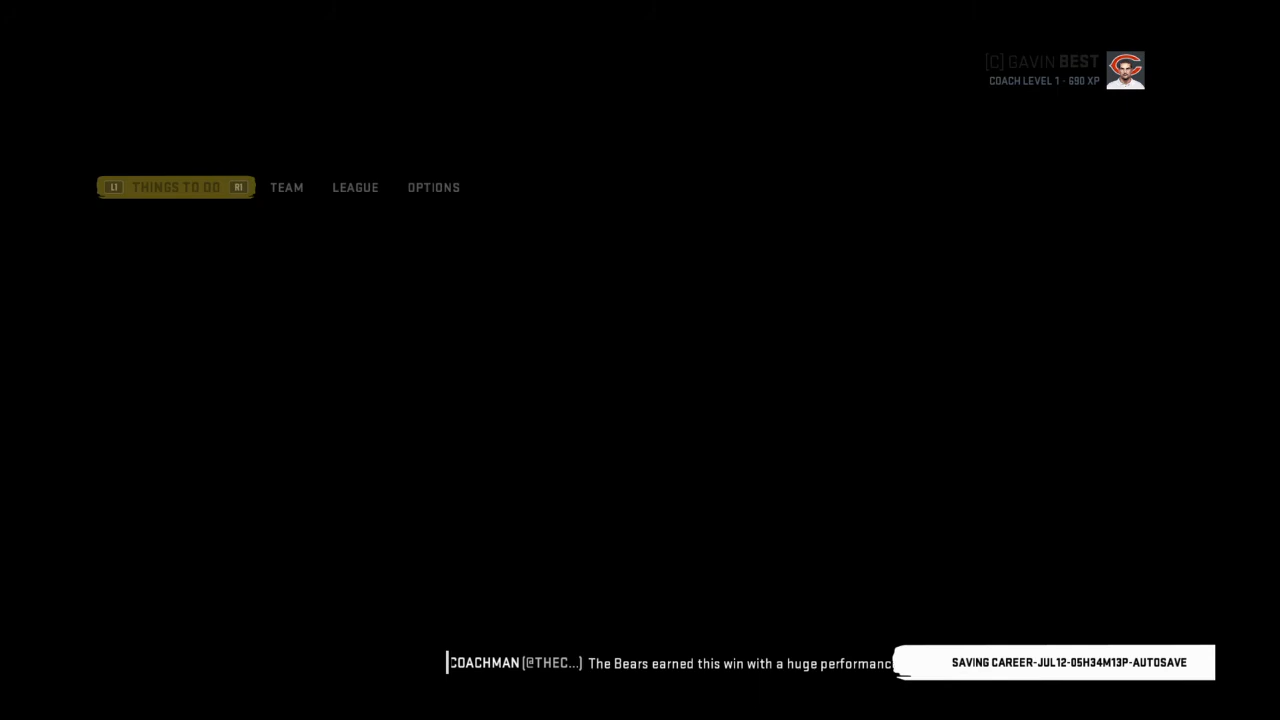 [C] GAVIN BEST
COACH LEVEL 1 - 690 XP
L1 THINGS TO DO R1 TEAM LEAGUE OPTIONS
COACHMAN (@THEC...) The Bears earned this win with a huge performanc
SAVING CAREER-JUL12-05H34M13P-AUTOSAVE